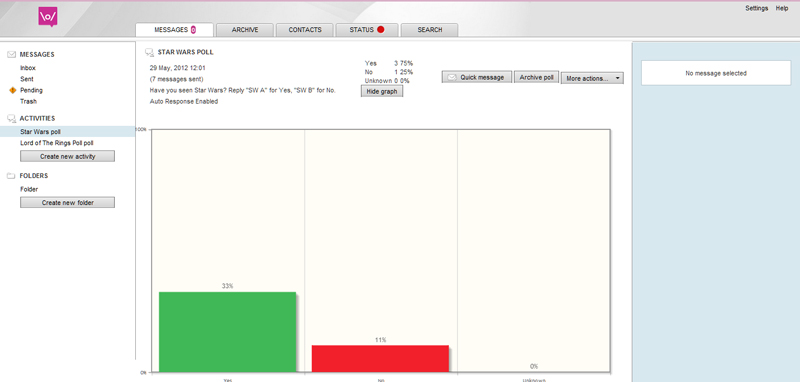 \o/
Settings Help
MESSAGES 0 ARCHIVE CONTACTS STATUS SEARCH
MESSAGES
Inbox
Sent
Pending
Trash
ACTIVITIES
Star Wars poll
Lord of The Rings Poll poll
Create new activity
FOLDERS
Folder
Create new folder
STAR WARS POLL
29 May, 2012 12:01
(7 messages sent)
Have you seen Star Wars? Reply "SW A" for Yes, "SW B" for No.
Auto Response Enabled
Yes 3 75%
No 1 25%
Unknown 0 0%
Hide graph
Quick message Archive poll More actions...
100%
33%
11%
0%
0%
Yes No Unknown
No message selected